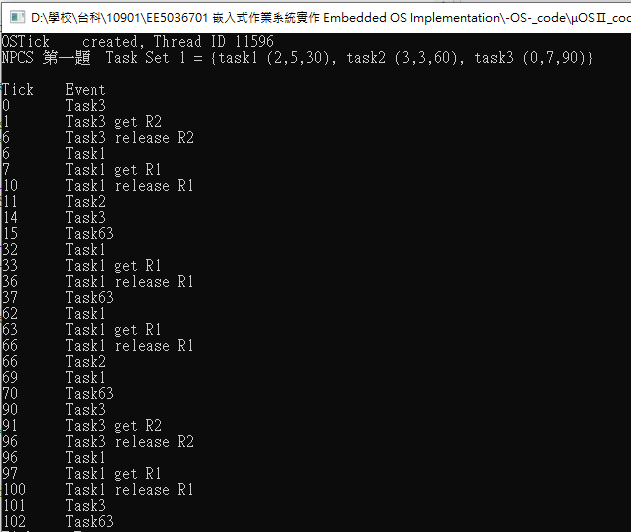 D:\學校\台科\10901\EE5036701 嵌入式作業系統實作 Embedded OS Implementation\-OS-_code\µOSⅡ_coo
OSTick    created, Thread ID 11596
NPCS 第一題  Task Set 1 = {task1 (2,5,30), task2 (3,3,60), task3 (0,7,90)}
Tick    Event
0       Task3
1       Task3 get R2
6       Task3 release R2
6       Task1
7       Task1 get R1
10      Task1 release R1
11      Task2
14      Task3
15      Task63
32      Task1
33      Task1 get R1
36      Task1 release R1
37      Task63
62      Task1
63      Task1 get R1
66      Task1 release R1
66      Task2
69      Task1
70      Task63
90      Task3
91      Task3 get R2
96      Task3 release R2
96      Task1
97      Task1 get R1
100     Task1 release R1
101     Task3
102     Task63